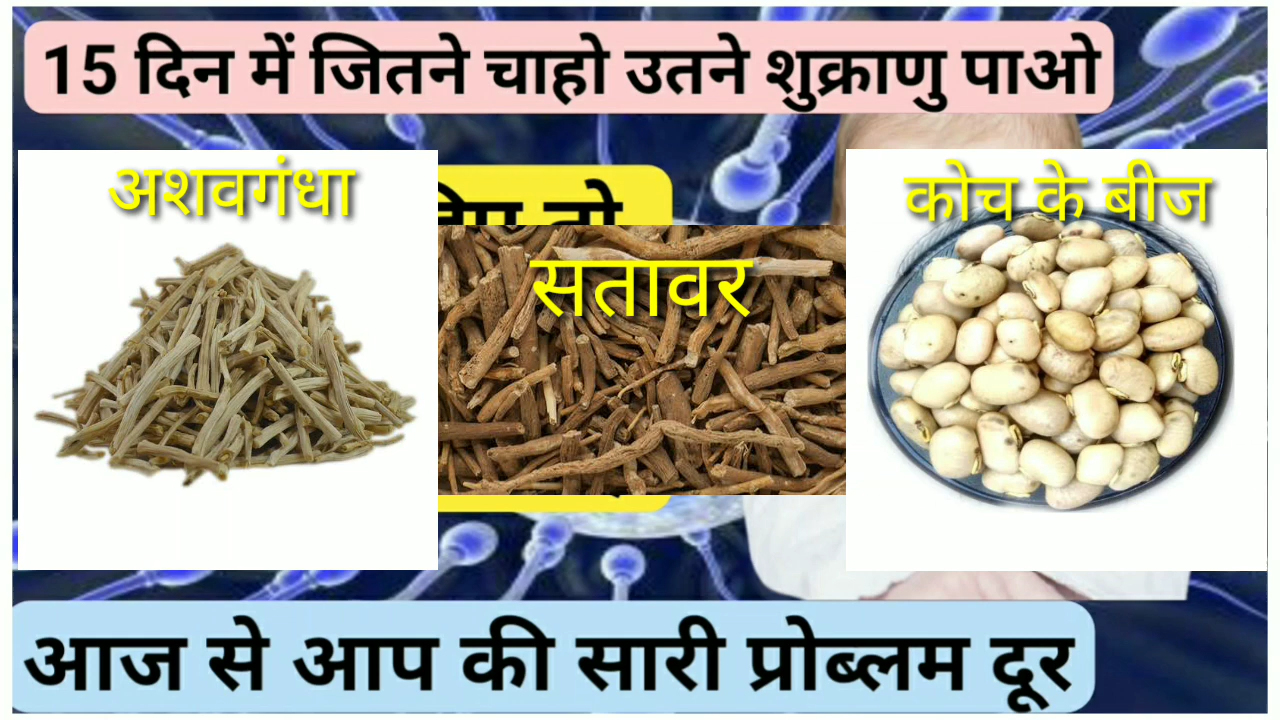 15 दिन में जितने चाहो उतने शुक्राणु पाओ
अशवगंधा
सतावर
कोच के बीज
आज से आप की सारी प्रोब्लम दूर